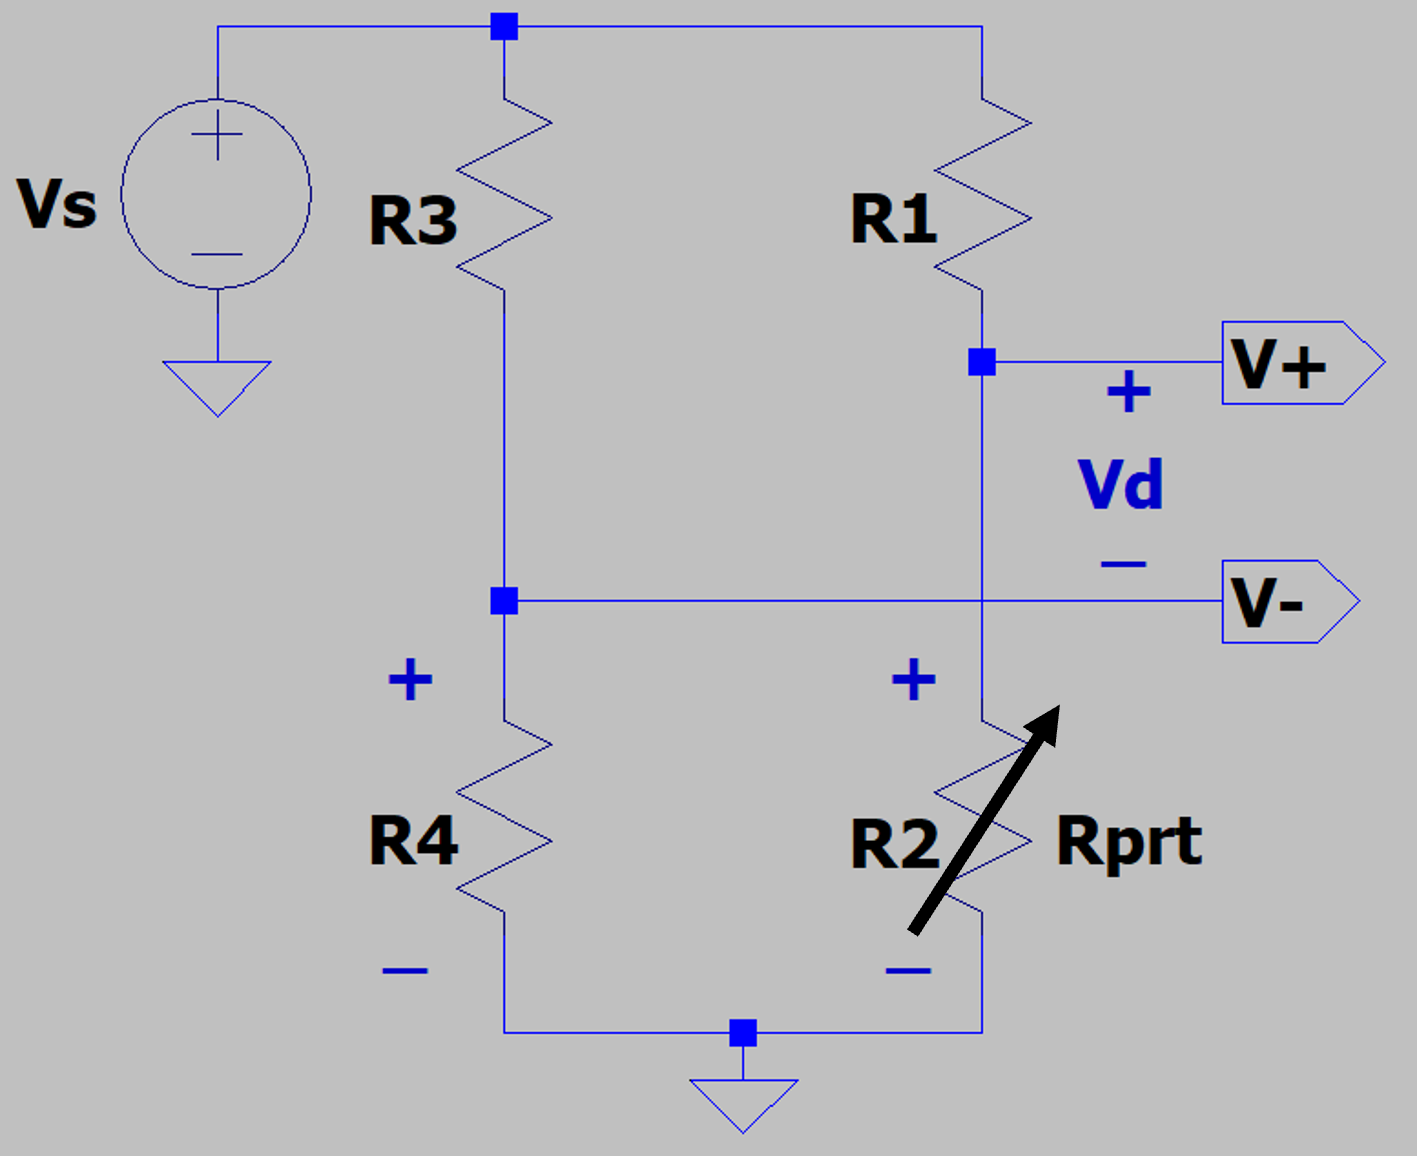 Vs
R3
R1
V+
+
Vd
−
V-
+
+
R4
R2
Rprt
−
−